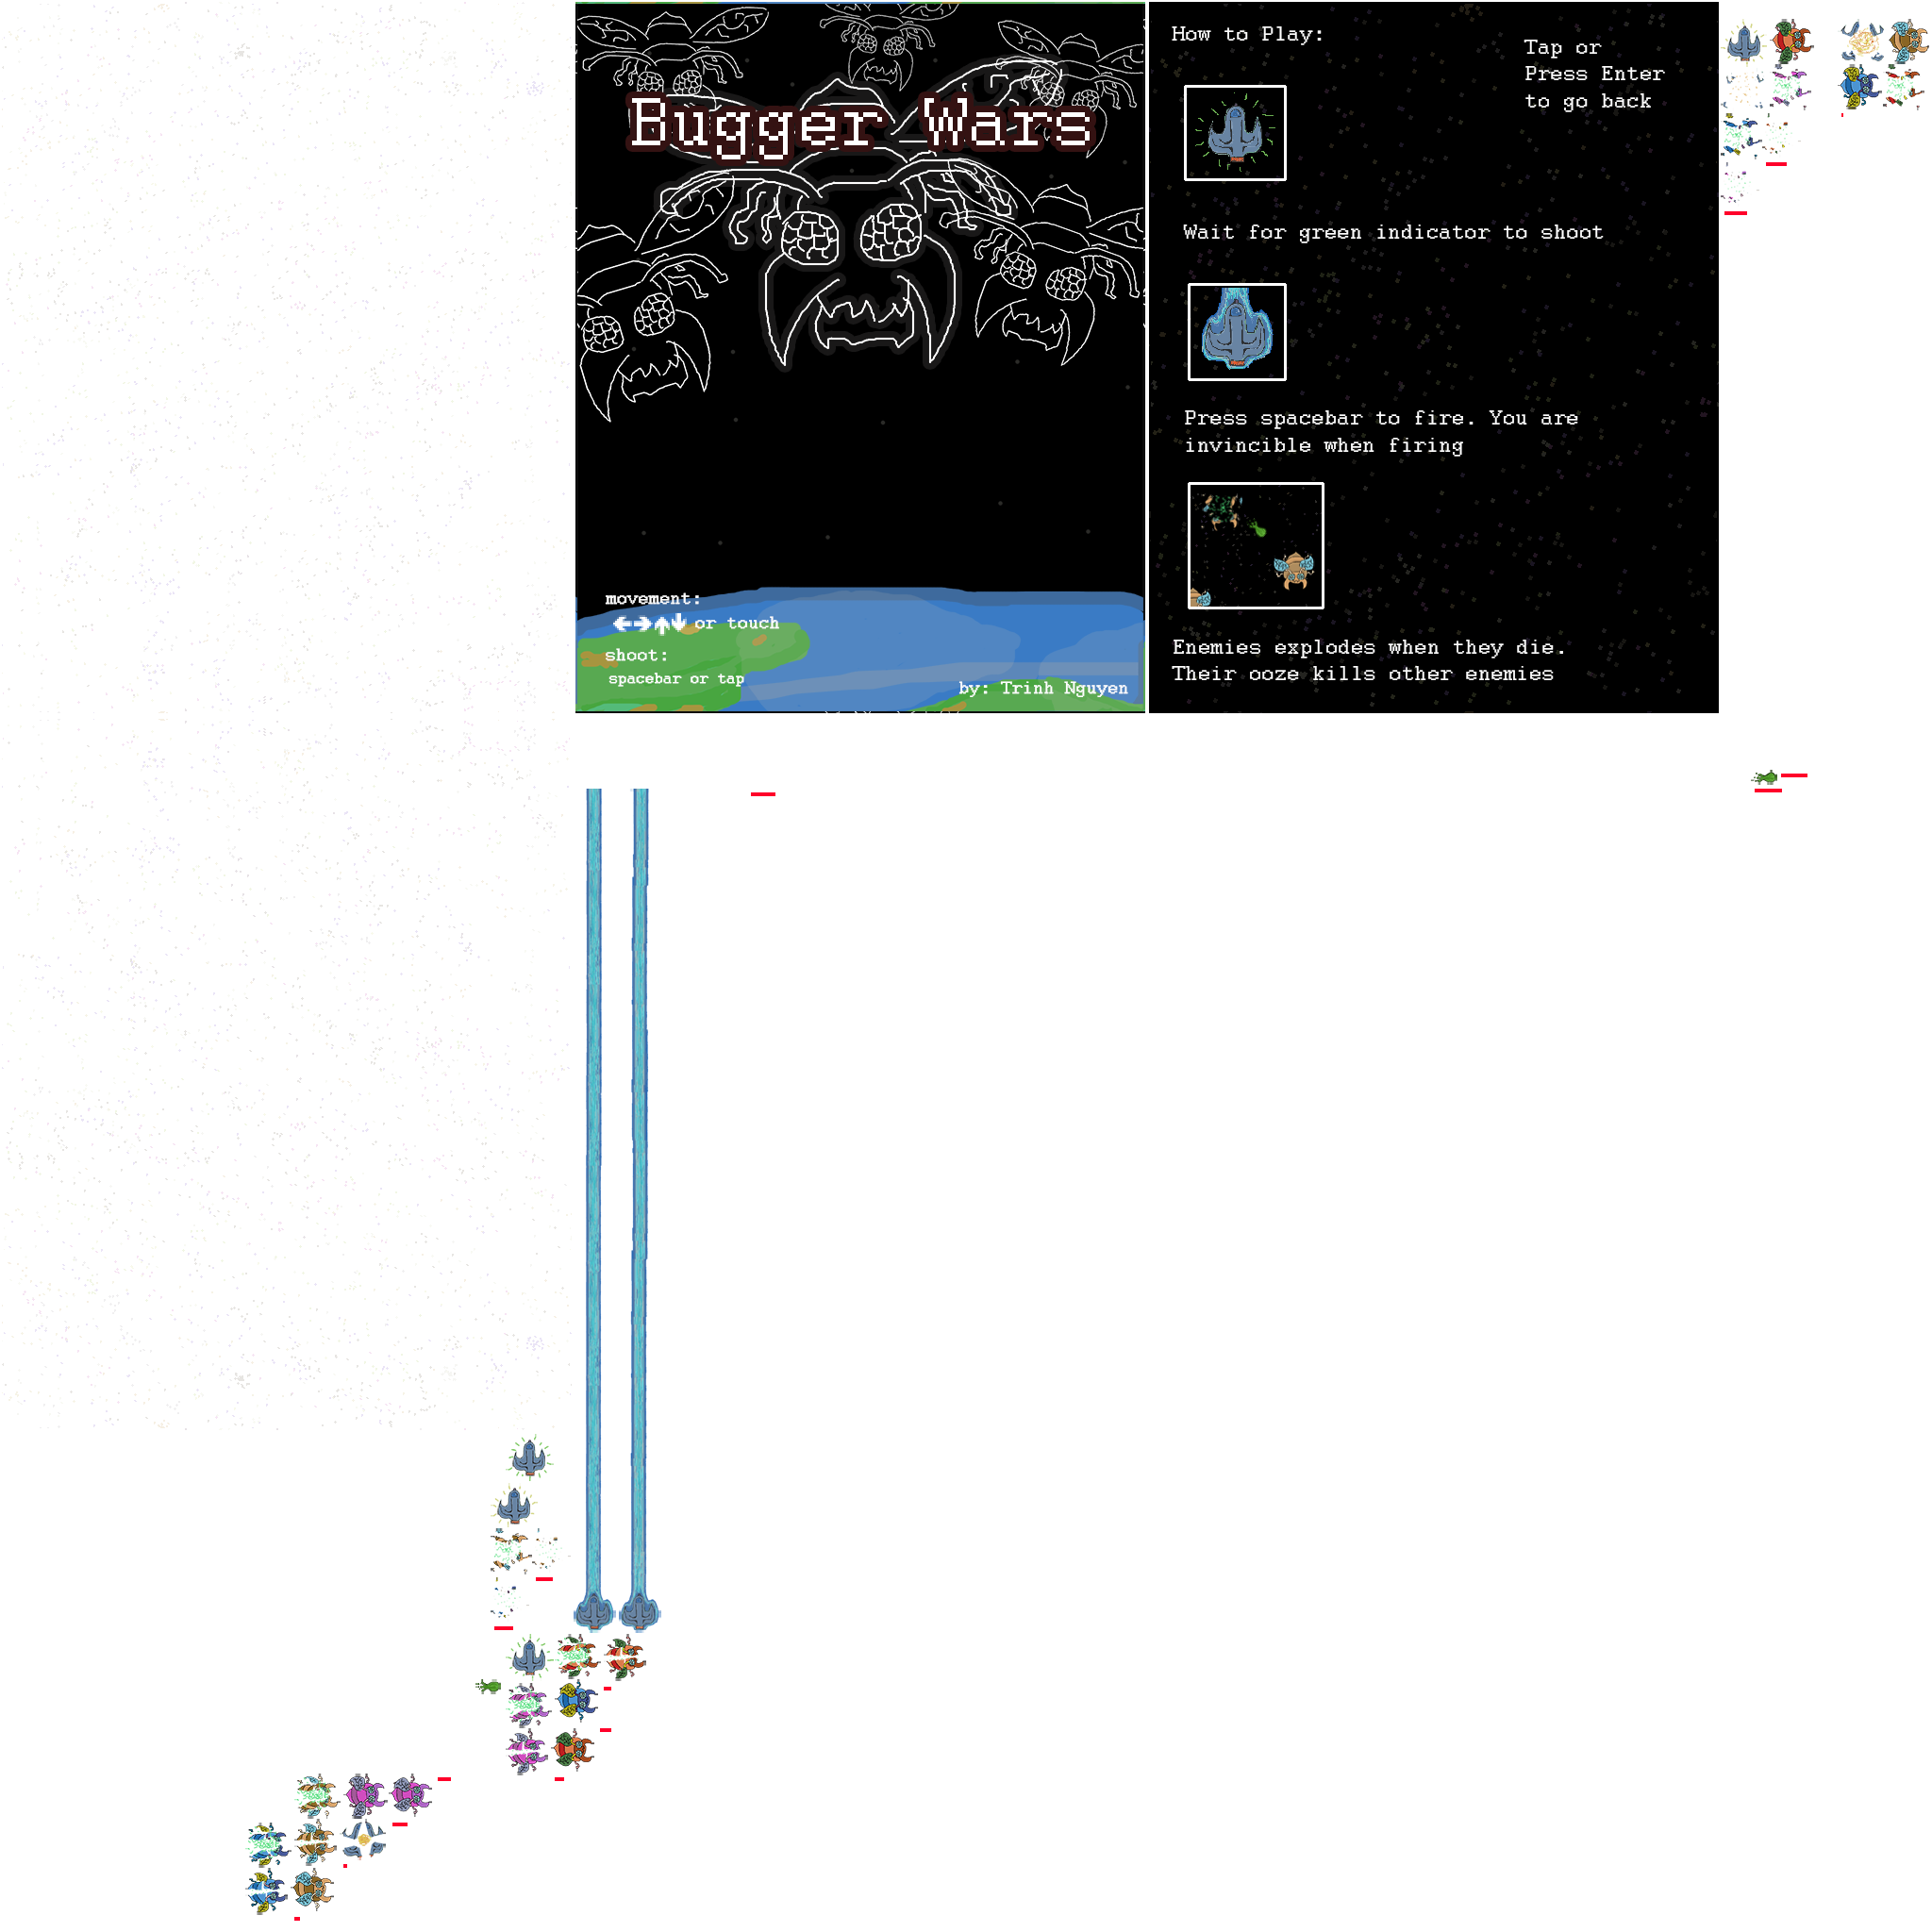 Bugger Wars
movement:
←→↑↓ or touch
shoot:
spacebar or tap
by: Trinh Nguyen
How to Play:
Tap or
Press Enter
to go back
Wait for green indicator to shoot
Press spacebar to fire. You are
invincible when firing
Enemies explodes when they die.
Their ooze kills other enemies